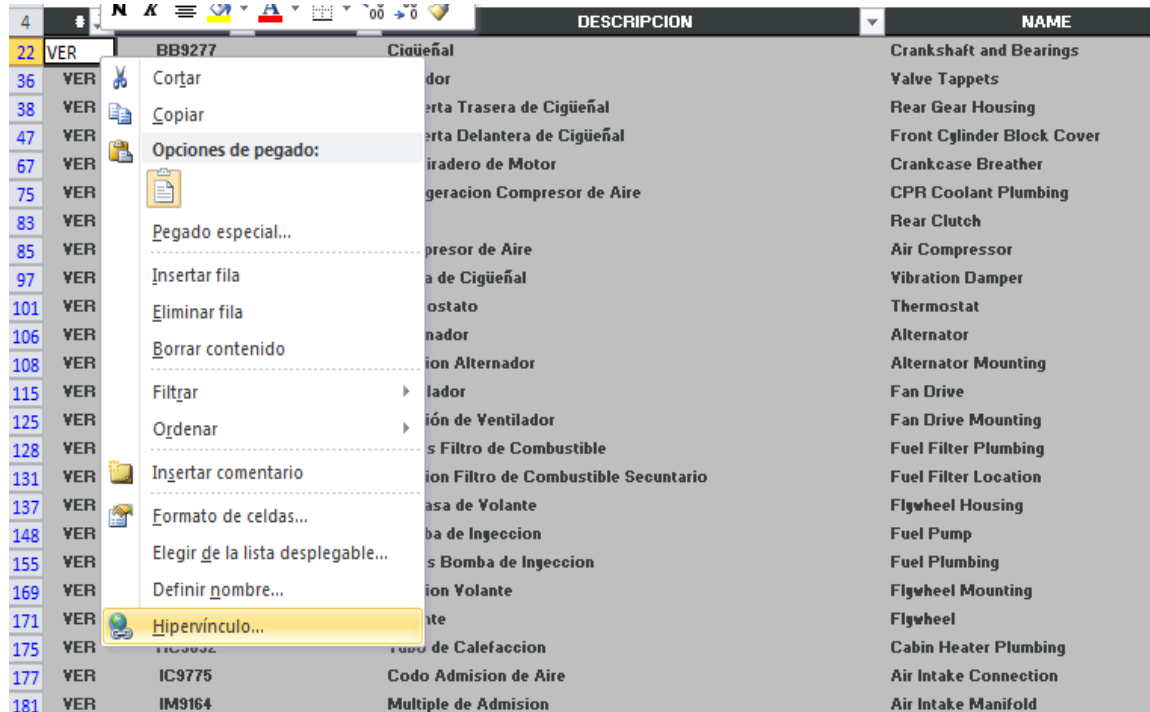 N K A
4 # DESCRIPCION NAME
22 VER BB9277 Cigüeñal Crankshaft and Bearings
36 VER Cortar dor Valve Tappets
38 VER Copiar erta Trasera de Cigüeñal Rear Gear Housing
47 VER Opciones de pegado: erta Delantera de Cigüeñal Front Cylinder Block Cover
67 VER iradero de Motor Crankcase Breather
75 VER geracion Compresor de Aire CPR Coolant Plumbing
83 VER Pegado especial... Rear Clutch
85 VER presor de Aire Air Compressor
97 VER Insertar fila a de Cigüeñal Vibration Damper
101 VER Eliminar fila ostato Thermostat
106 VER Borrar contenido nador Alternator
108 VER ion Alternador Alternator Mounting
115 VER Filtrar lador Fan Drive
125 VER Ordenar ión de Ventilador Fan Drive Mounting
128 VER s Filtro de Combustible Fuel Filter Plumbing
131 VER Insertar comentario ion Filtro de Combustible Secuntario Fuel Filter Location
137 VER Formato de celdas... asa de Volante Flywheel Housing
148 VER Elegir de la lista desplegable... ba de Inyeccion Fuel Pump
155 VER s Bomba de Inyeccion Fuel Plumbing
169 VER Definir nombre... ion Volante Flywheel Mounting
171 VER Hipervínculo... te Flywheel
175 VER de Calefaccion Cabin Heater Plumbing
177 VER IC9775 Codo Admision de Aire Air Intake Connection
181 VER IM9164 Multiple de Admision Air Intake Manifold